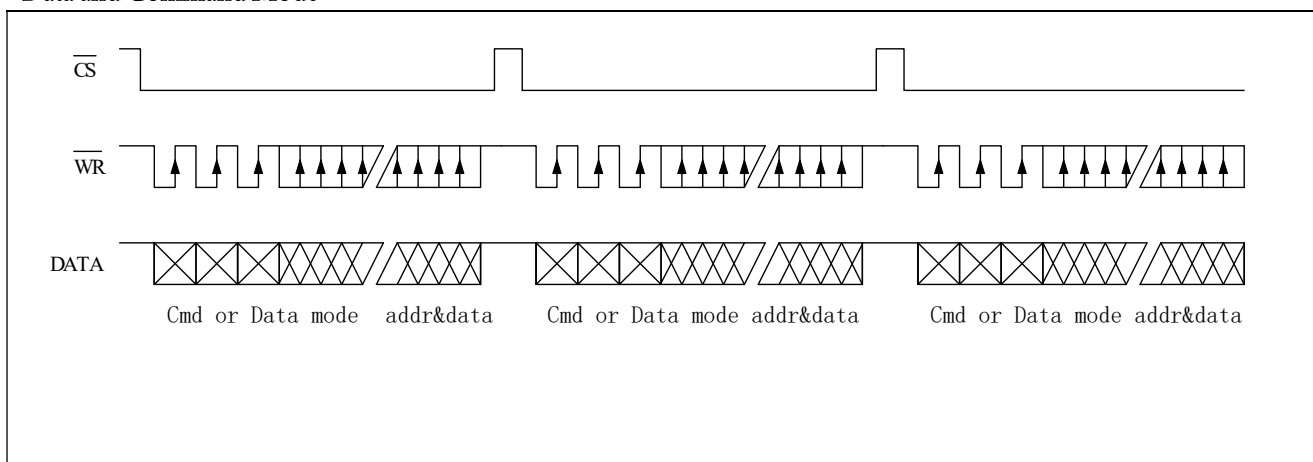 CS
WR
DATA
Cmd or Data mode addr&data Cmd or Data mode addr&data Cmd or Data mode addr&data